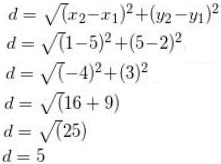 d = √(x₂−x₁)²+(y₂−y₁)²
d = √(1−5)²+(5−2)²
d = √(−4)²+(3)²
d = √(16 + 9)
d = √(25)
d = 5